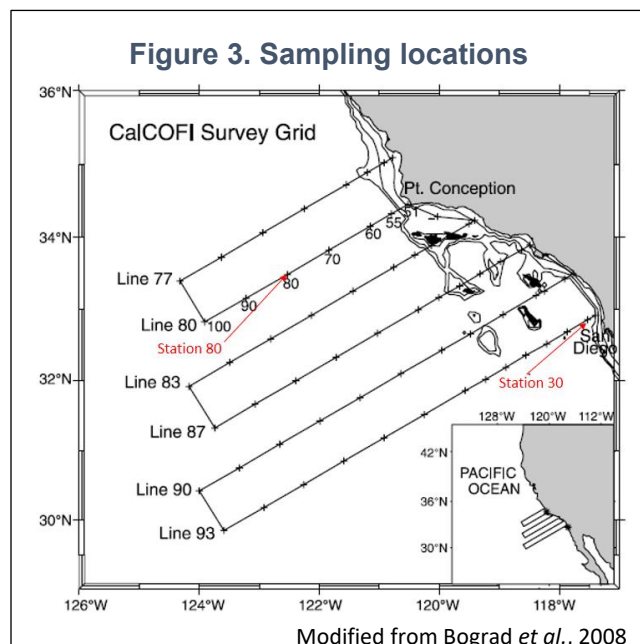 Figure 3. Sampling locations
36°N
CalCOFI Survey Grid
Pt. Conception
51
55
60
34°N
70
Line 77
80
90
Line 80
100
Station 80
San
Diego
32°N
Line 83
Station 30
Line 87
128°W 120°W 112°W
42°N
PACIFIC
OCEAN
Line 90
36°N
30°N
Line 93
30°N
126°W 124°W 122°W 120°W 118°W
Modified from Bograd et al., 2008